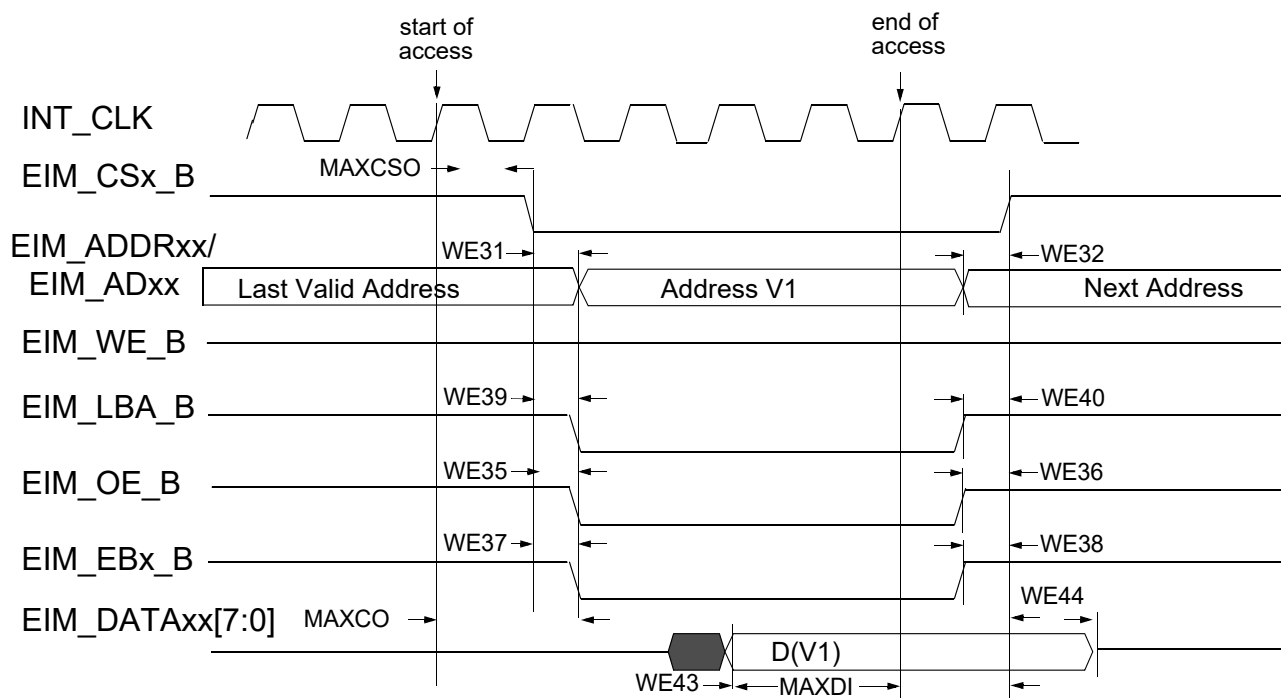 start of
access
end of
access
INT_CLK
MAXCSO
EIM_CSx_B
EIM_ADDRxx/
EIM_ADxx
WE31
WE32
Last Valid Address
Address V1
Next Address
EIM_WE_B
WE39
WE40
EIM_LBA_B
WE35
WE36
EIM_OE_B
WE37
WE38
EIM_EBx_B
WE44
EIM_DATAxx[7:0]
MAXCO
D(V1)
WE43
MAXDI